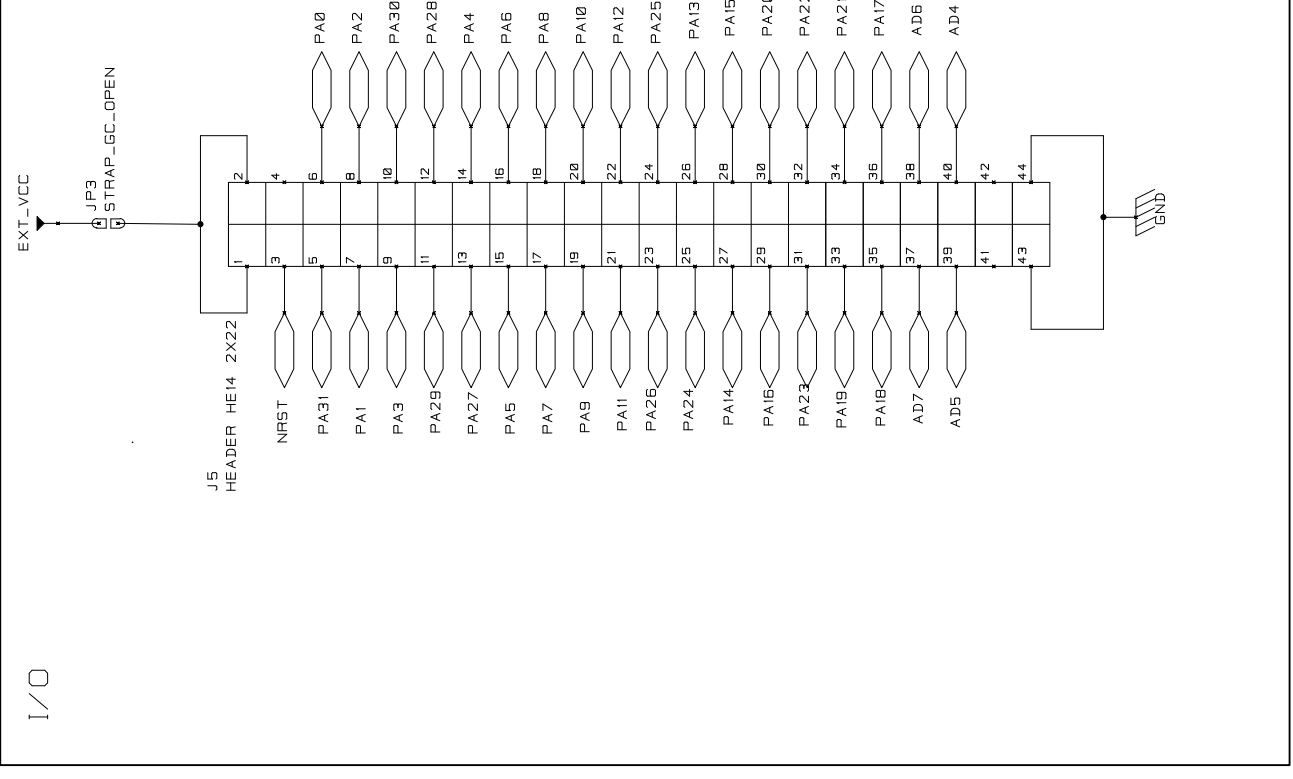 I/O
EXT_VCC
JP3
STRAP_GC_OPEN
J5
HEADER HE14 2X22
PA0
PA2
PA30
PA28
PA4
PA6
PA8
PA10
PA12
PA25
PA13
PA15
PA20
PA22
PA21
PA17
AD6
AD4
2
4
6
8
10
12
14
16
18
20
22
24
26
28
30
32
34
36
38
40
42
44
1
3
5
7
9
11
13
15
17
19
21
23
25
27
29
31
33
35
37
39
41
43
NRST
PA31
PA1
PA3
PA29
PA27
PA5
PA7
PA9
PA11
PA26
PA24
PA14
PA16
PA23
PA19
PA18
AD7
AD5
GND